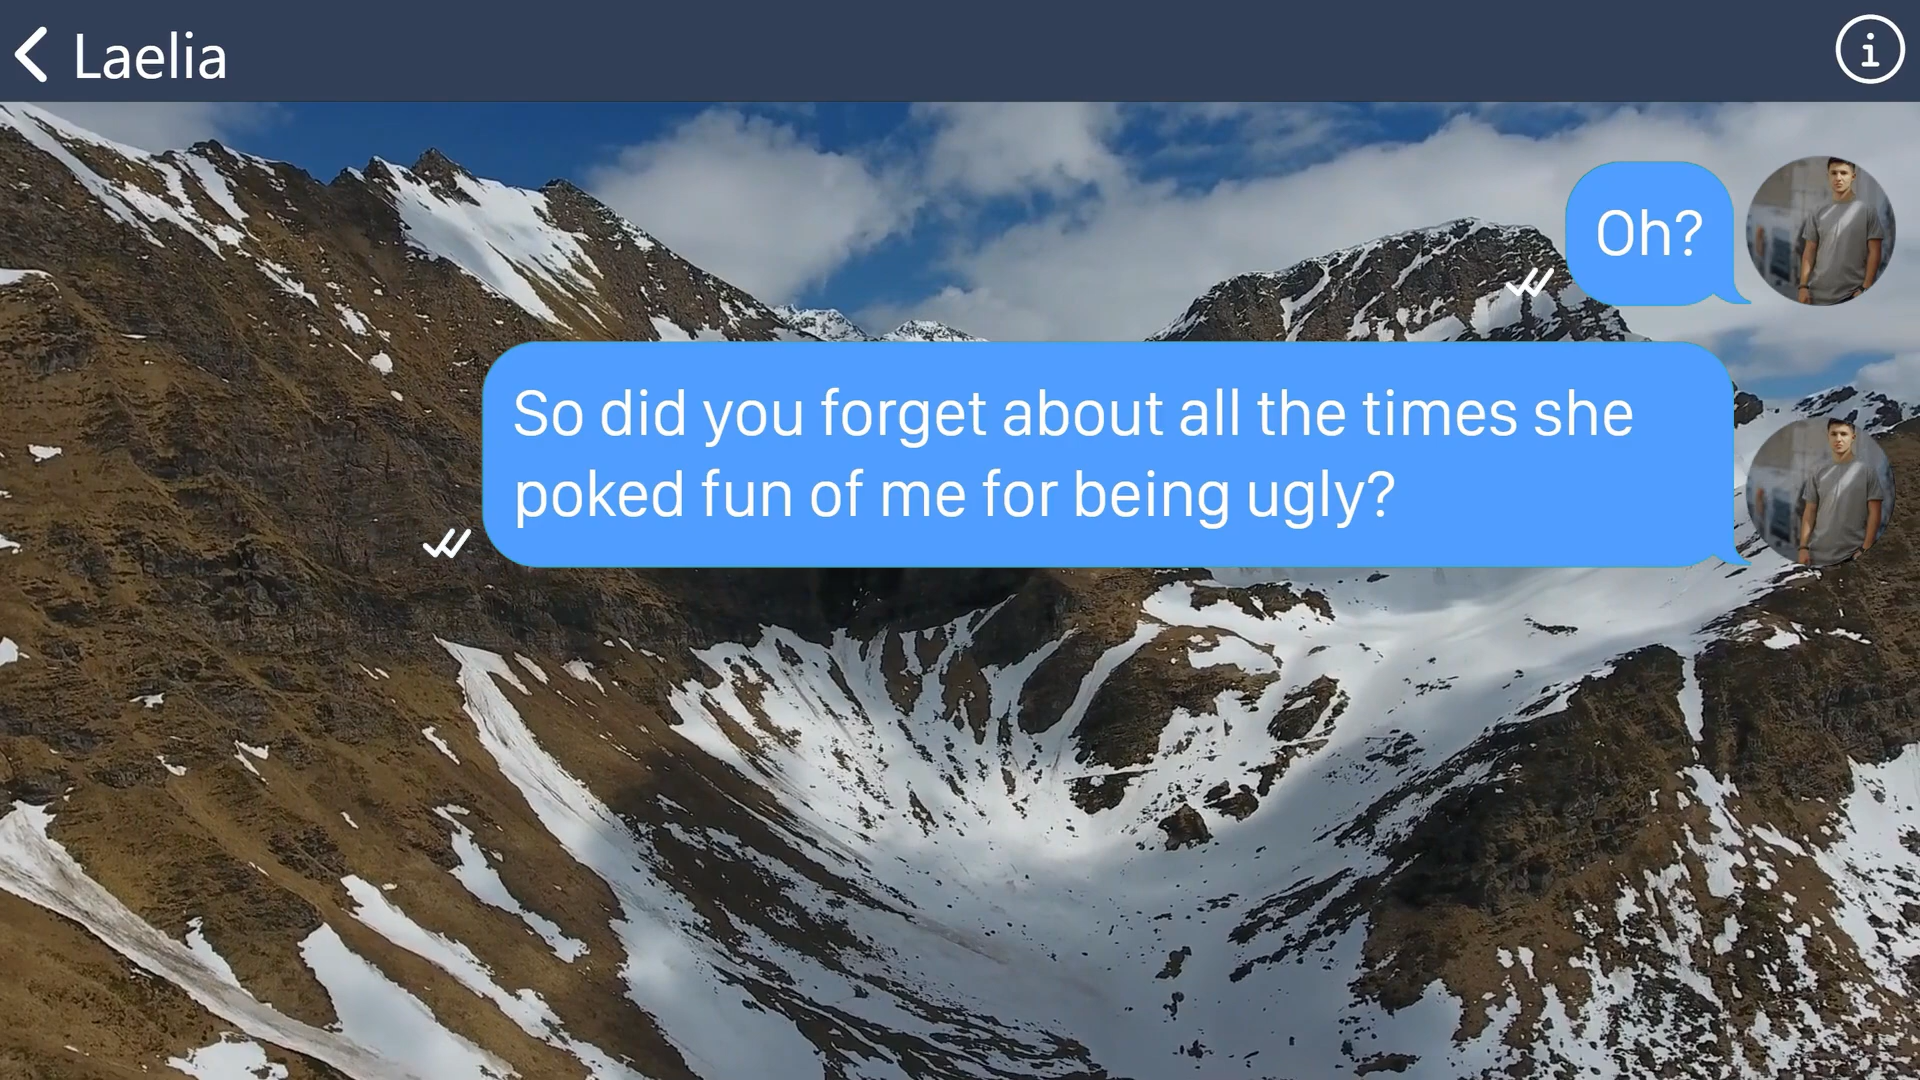 Laelia
Oh?
So did you forget about all the times she
poked fun of me for being ugly?